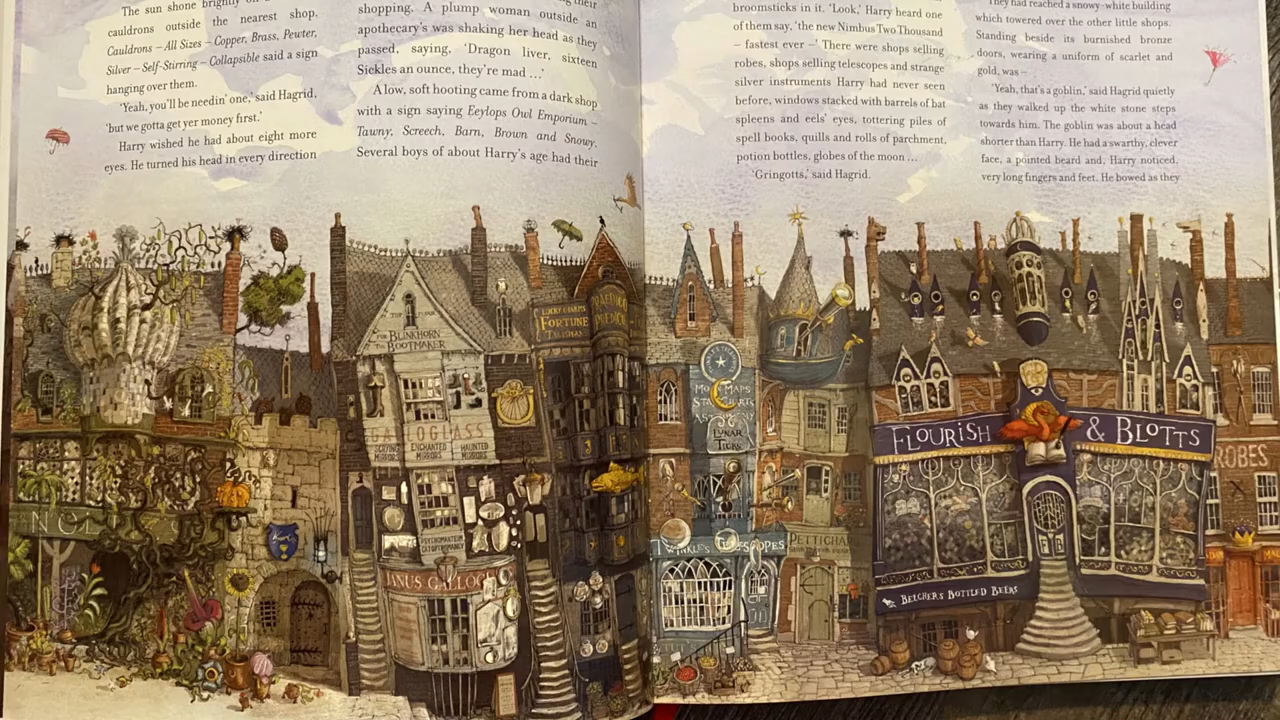 The sun shone brightly
cauldrons outside the nearest shop.
Cauldrons – All Sizes – Copper, Brass, Pewter,
Silver – Self-Stirring – Collapsible said a sign
hanging over them.
'Yeah, you'll be needin' one,' said Hagrid,
'but we gotta get yer money first.'
Harry wished he had about eight more
eyes. He turned his head in every direction
their
shopping. A plump woman outside an
apothecary's was shaking her head as they
passed, saying, 'Dragon liver, sixteen
Sickles an ounce, they're mad ...'
A low, soft hooting came from a dark shop
with a sign saying Eeylops Owl Emporium –
Tawny, Screech, Barn, Brown and Snowy.
Several boys of about Harry's age had their
broomsticks in it. 'Look,' Harry heard one
of them say, 'the new Nimbus Two Thousand
– fastest ever –' There were shops selling
robes, shops selling telescopes and strange
silver instruments Harry had never seen
before, windows stacked with barrels of bat
spleens and eels' eyes, tottering piles of
spell books, quills and rolls of parchment,
potion bottles, globes of the moon ...
'Gringotts,' said Hagrid.
They had reached a snowy-white building
which towered over the other little shops.
Standing beside its burnished bronze
doors, wearing a uniform of scarlet and
gold, was –
'Yeah, that's a goblin,' said Hagrid quietly
as they walked up the white stone steps
towards him. The goblin was about a head
shorter than Harry. He had a swarthy, clever
face, a pointed beard and, Harry noticed,
very long fingers and feet. He bowed as they
BLINKHORN
BOOTMAKER
FORTUNE
GLASS
SCRYING MIRRORS
ENCHANTED MIRRORS
HAUNTED MIRRORS
JANUS GALLO
MAPS
LUNAR
FLOURISH & BLOTTS
ROBES
BELCHER'S BOTTLED BEERS